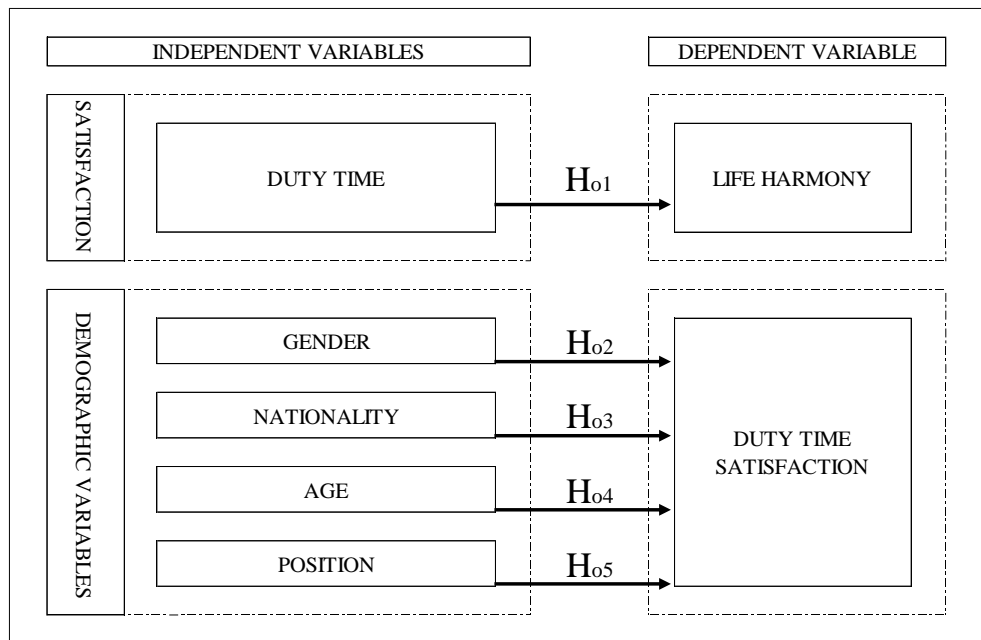 INDEPENDENT VARIABLES
DEPENDENT VARIABLE
SATISFACTION
DUTY TIME
Ho1
LIFE HARMONY
DEMOGRAPHIC VARIABLES
GENDER
Ho2
NATIONALITY
Ho3
AGE
Ho4
POSITION
Ho5
DUTY TIME
SATISFACTION